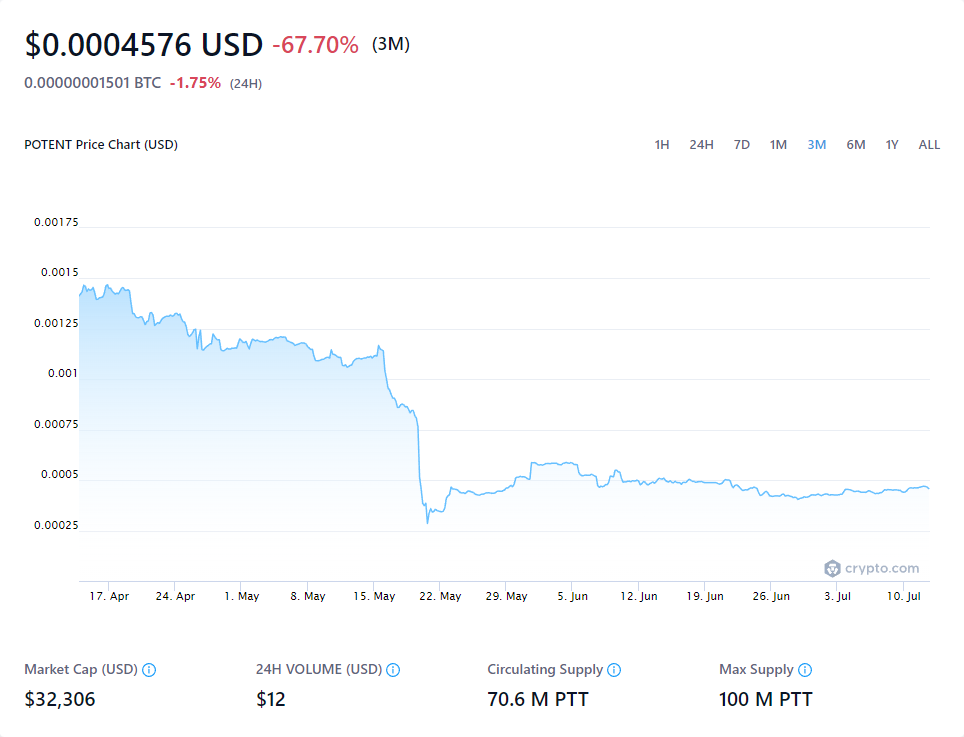 $0.0004576 USD -67.70% (3M)
0.00000001501 BTC -1.75% (24H)
POTENT Price Chart (USD) 1H 24H 7D 1M 3M 6M 1Y ALL
0.00175
0.0015
0.00125
0.001
0.00075
0.0005
0.00025
crypto.com
17. Apr 24. Apr 1. May 8. May 15. May 22. May 29. May 5. Jun 12. Jun 19. Jun 26. Jun 3. Jul 10. Jul
Market Cap (USD) 24H VOLUME (USD) Circulating Supply Max Supply
$32,306 $12 70.6 M PTT 100 M PTT